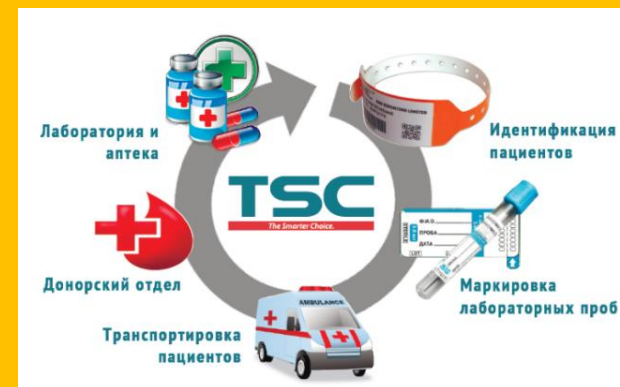 Лаборатория и
аптека
Идентификация
пациентов
TSC
The Smarter Choice.
Ф.И.О.
ПРОБА
ДАТА
Донорский отдел
Маркировка
лабораторных проб
AMBULANCE
Транспортировка
пациентов